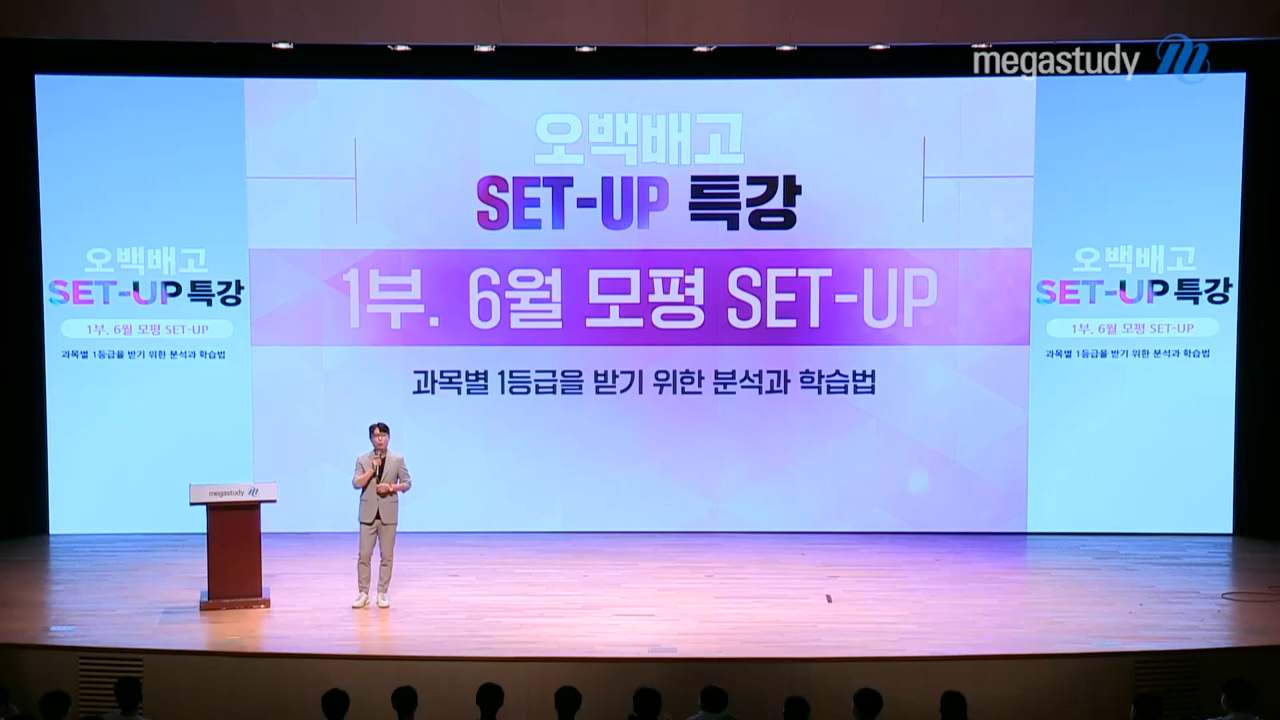 megastudy
오백배고
SET-UP 특강
1부. 6월 모평 SET-UP
과목별 1등급을 받기 위한 분석과 학습법
오백배고
SET-UP 특강
1부. 6월 모평 SET-UP
과목별 1등급을 받기 위한 분석과 학습법
오백배고
SET-UP 특강
1부. 6월 모평 SET-UP
과목별 1등급을 받기 위한 분석과 학습법
megastudy